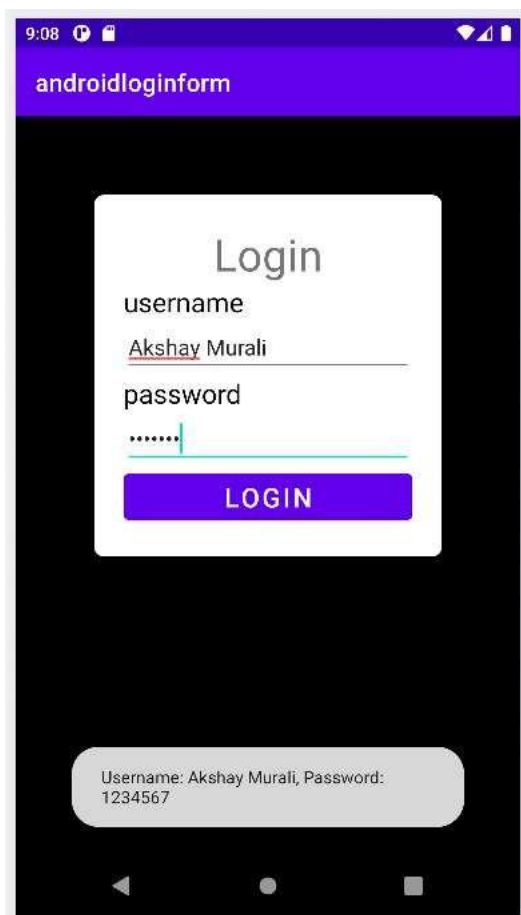 9:08
androidloginform
Login
username
Akshay Murali
password
•••••••
LOGIN
Username: Akshay Murali, Password:
1234567